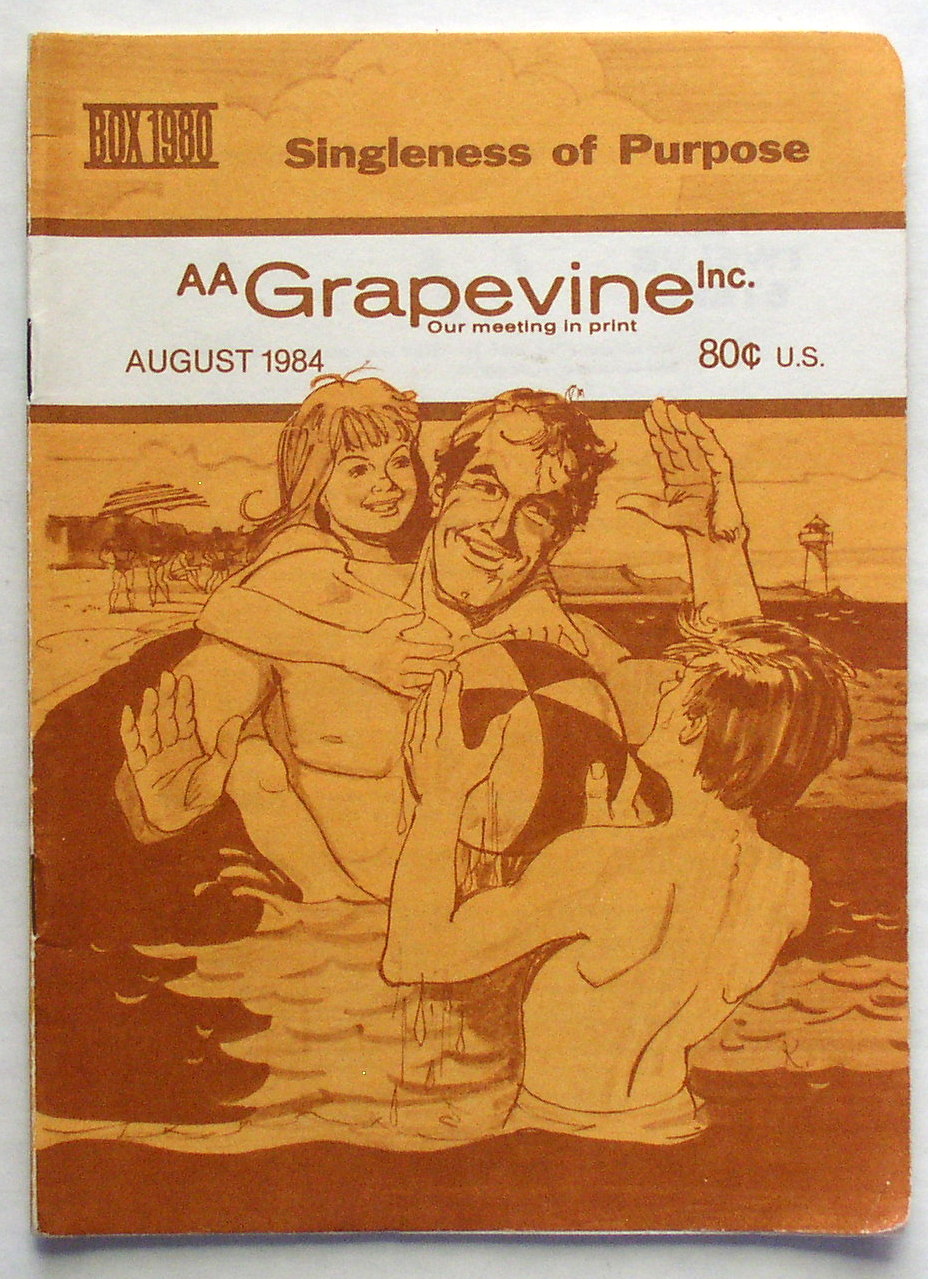 BOX 1980
Singleness of Purpose
AA Grapevine Inc.
Our meeting in print
AUGUST 1984
80¢ U.S.